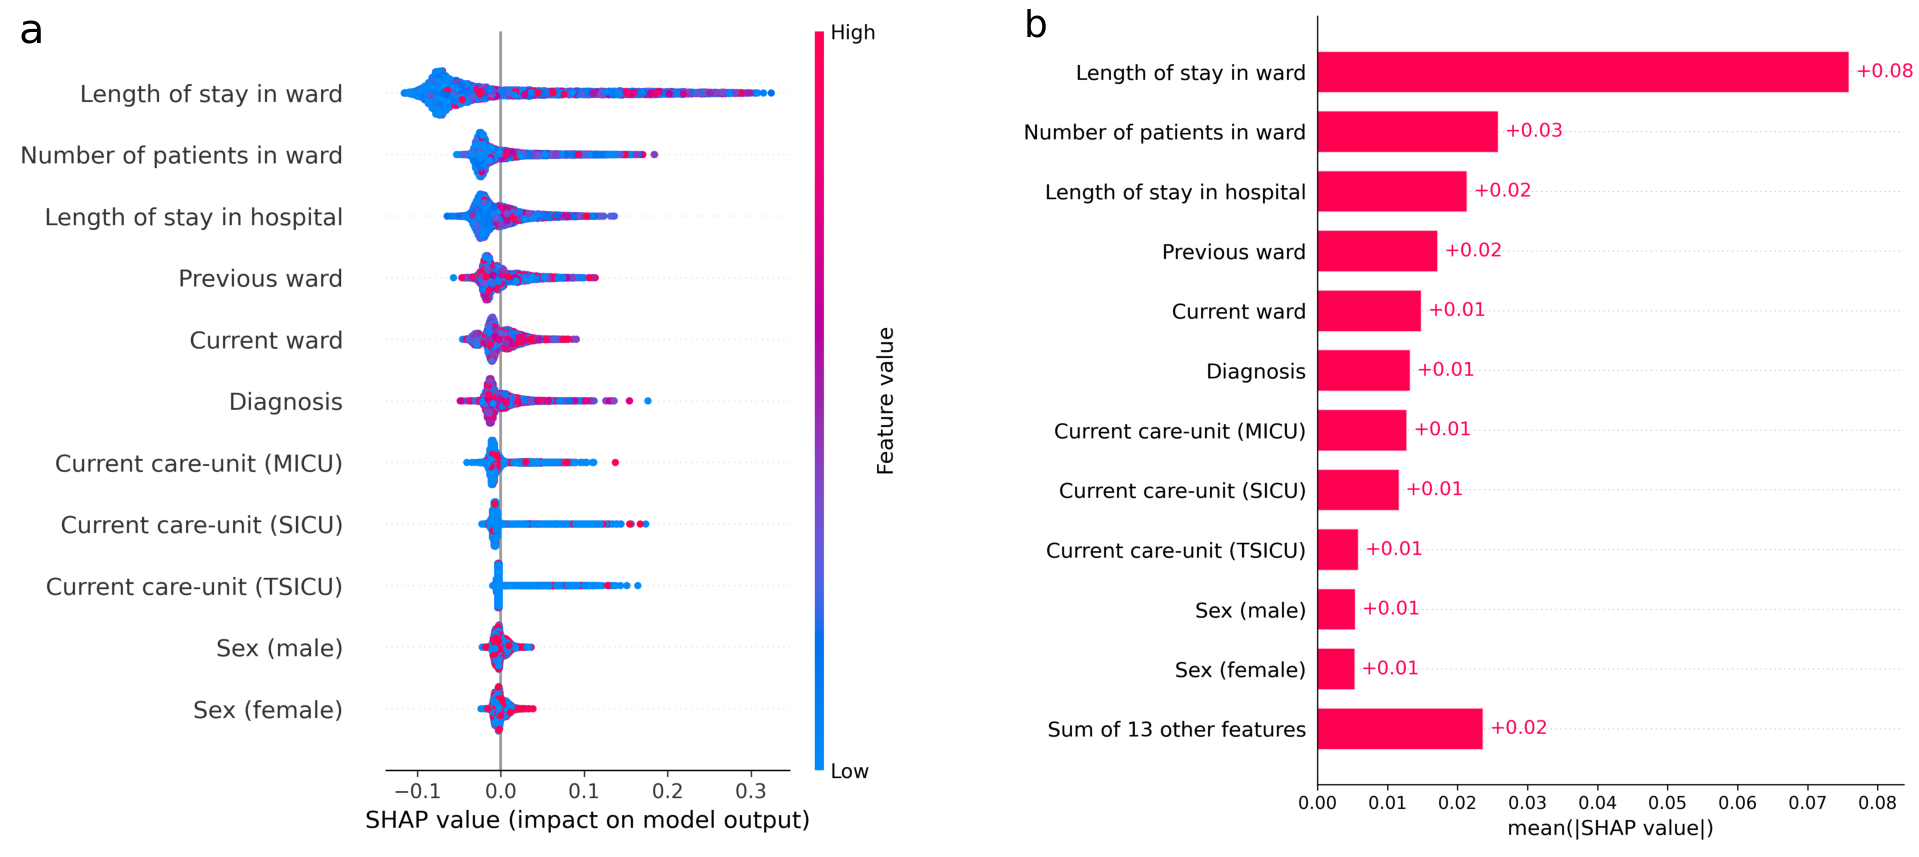 a
Length of stay in ward
Number of patients in ward
Length of stay in hospital
Previous ward
Current ward
Diagnosis
Current care-unit (MICU)
Current care-unit (SICU)
Current care-unit (TSICU)
Sex (male)
Sex (female)
−0.1 0.0 0.1 0.2 0.3
SHAP value (impact on model output)
High
Feature value
Low
b
Length of stay in ward +0.08
Number of patients in ward +0.03
Length of stay in hospital +0.02
Previous ward +0.02
Current ward +0.01
Diagnosis +0.01
Current care-unit (MICU) +0.01
Current care-unit (SICU) +0.01
Current care-unit (TSICU) +0.01
Sex (male) +0.01
Sex (female) +0.01
Sum of 13 other features +0.02
0.00 0.01 0.02 0.03 0.04 0.05 0.06 0.07 0.08
mean(|SHAP value|)